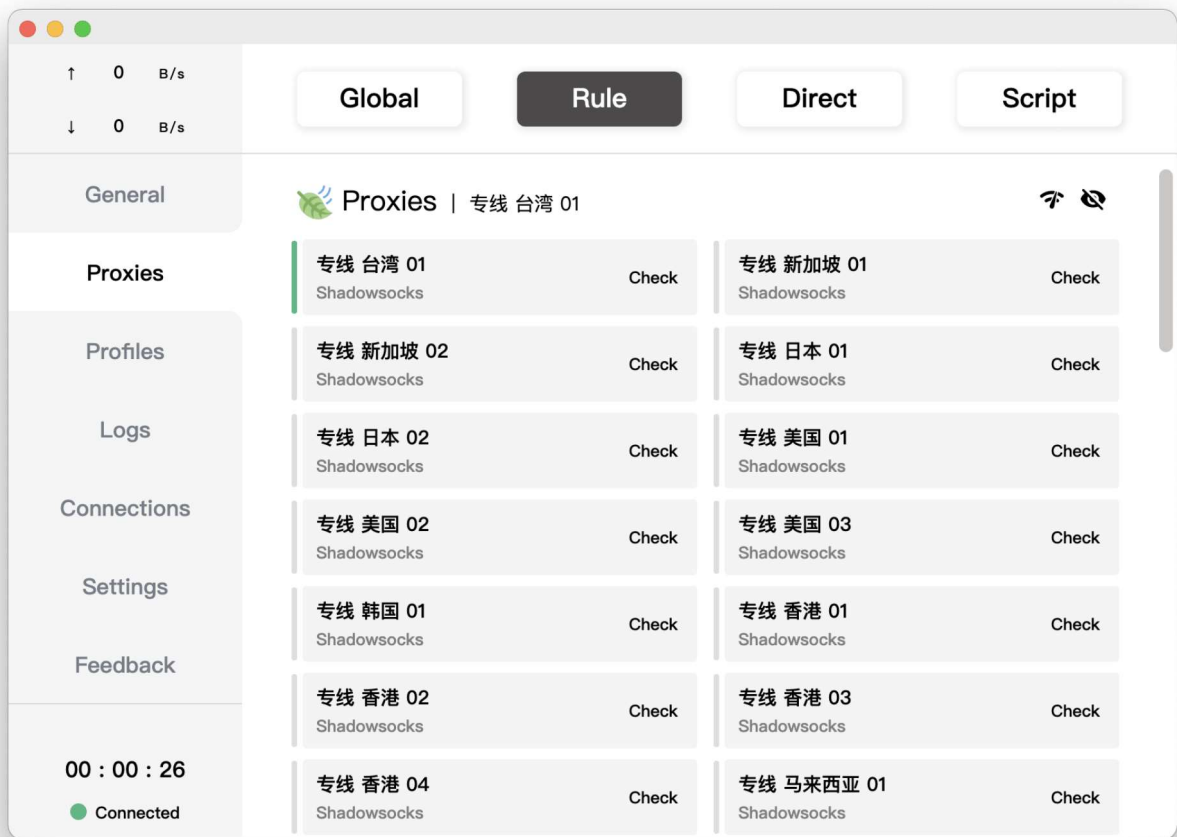 ↑ 0 B/s
↓ 0 B/s
General
Proxies
Profiles
Logs
Connections
Settings
Feedback
00 : 00 : 26
Connected
Global Rule Direct Script
Proxies | 专线 台湾 01
专线 台湾 01
Shadowsocks
Check
专线 新加坡 01
Shadowsocks
Check
专线 新加坡 02
Shadowsocks
Check
专线 日本 01
Shadowsocks
Check
专线 日本 02
Shadowsocks
Check
专线 美国 01
Shadowsocks
Check
专线 美国 02
Shadowsocks
Check
专线 美国 03
Shadowsocks
Check
专线 韩国 01
Shadowsocks
Check
专线 香港 01
Shadowsocks
Check
专线 香港 02
Shadowsocks
Check
专线 香港 03
Shadowsocks
Check
专线 香港 04
Shadowsocks
Check
专线 马来西亚 01
Shadowsocks
Check